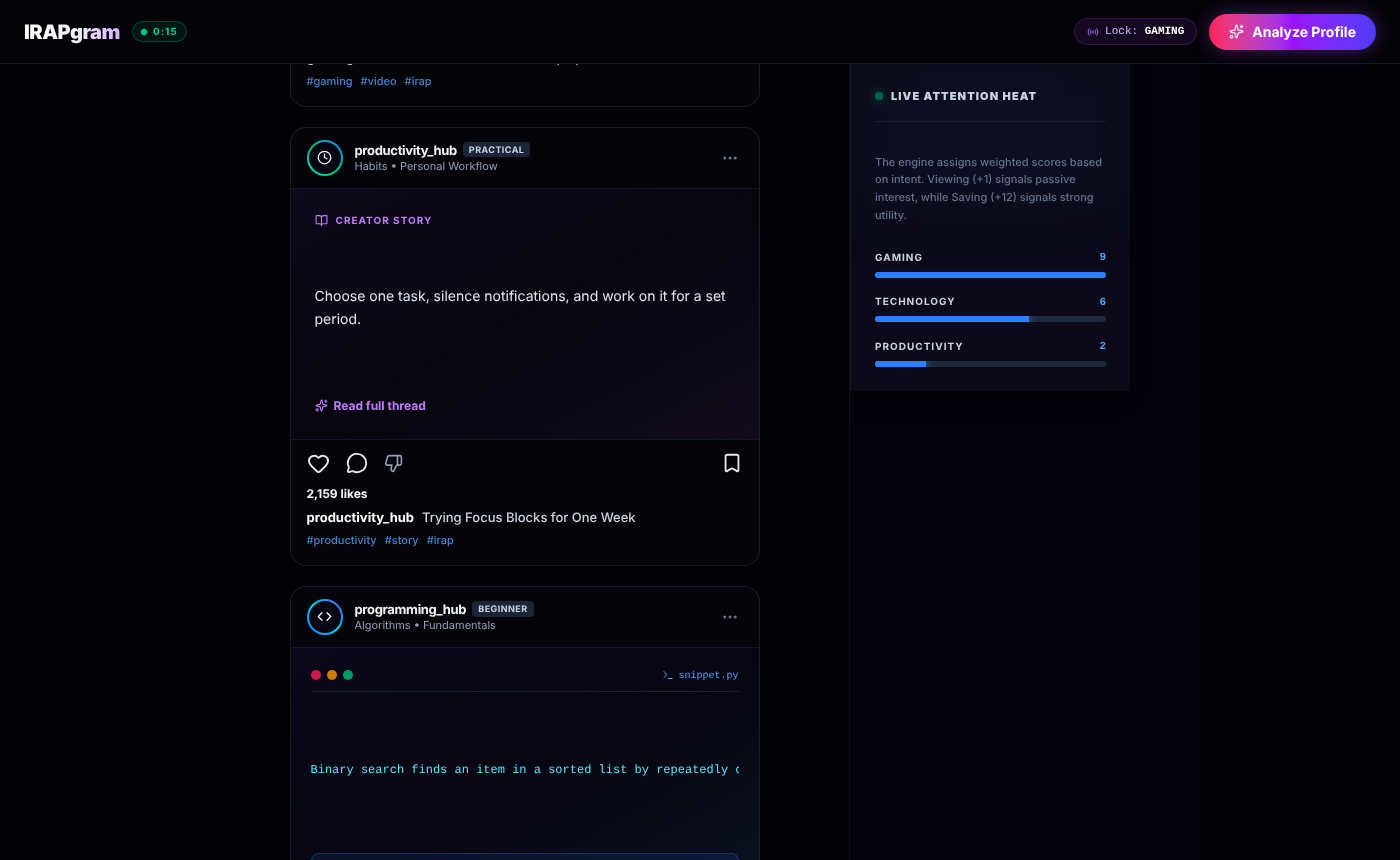 IRAPgram
0:15
Lock: GAMING
Analyze Profile
#gaming #video #irap
productivity_hub PRACTICAL
Habits • Personal Workflow
CREATOR STORY
Choose one task, silence notifications, and work on it for a set
period.
Read full thread
2,159 likes
productivity_hub Trying Focus Blocks for One Week
#productivity #story #irap
programming_hub BEGINNER
Algorithms • Fundamentals
snippet.py
Binary search finds an item in a sorted list by repeatedly
LIVE ATTENTION HEAT
The engine assigns weighted scores based
on intent. Viewing (+1) signals passive
interest, while Saving (+12) signals strong
utility.
GAMING 9
TECHNOLOGY 6
PRODUCTIVITY 2